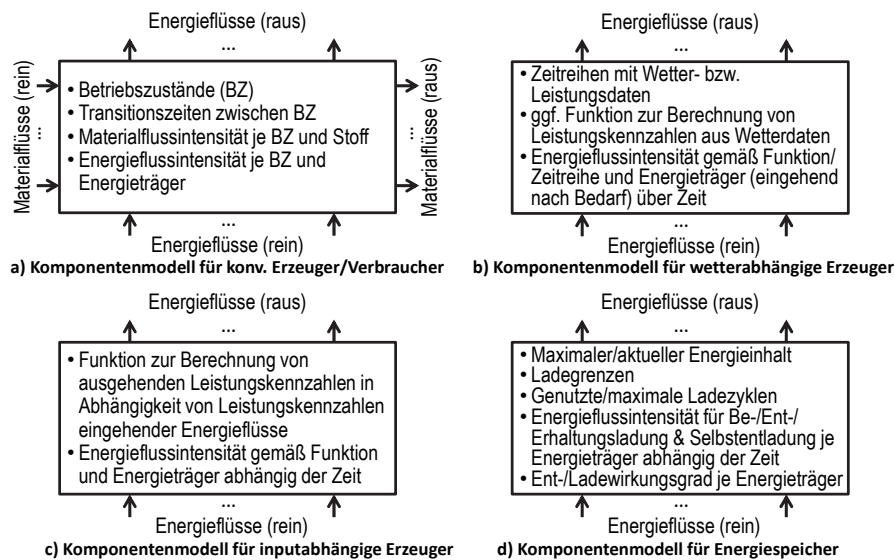 Energieflüsse (raus)
...
Materialflüsse (rein)
...
• Betriebszustände (BZ)
• Transitionszeiten zwischen BZ
• Materialflussintensität je BZ und Stoff
• Energieflussintensität je BZ und
Energieträger
Materialflüsse (raus)
...
...
Energieflüsse (rein)
a) Komponentenmodell für konv. Erzeuger/Verbraucher
Energieflüsse (raus)
...
• Zeitreihen mit Wetter- bzw.
Leistungsdaten
• ggf. Funktion zur Berechnung von
Leistungskennzahlen aus Wetterdaten
• Energieflussintensität gemäß Funktion/
Zeitreihe und Energieträger (eingehend
nach Bedarf) über Zeit
...
Energieflüsse (rein)
b) Komponentenmodell für wetterabhängige Erzeuger
Energieflüsse (raus)
...
• Funktion zur Berechnung von
ausgehenden Leistungskennzahlen in
Abhängigkeit von Leistungskennzahlen
eingehender Energieflüsse
• Energieflussintensität gemäß Funktion
und Energieträger abhängig der Zeit
...
Energieflüsse (rein)
c) Komponentenmodell für inputabhängige Erzeuger
Energieflüsse (raus)
...
• Maximaler/aktueller Energieinhalt
• Ladegrenzen
• Genutzte/maximale Ladezyklen
• Energieflussintensität für Be-/Ent-/
Erhaltungsladung & Selbstentladung je
Energieträger abhängig der Zeit
• Ent-/Ladewirkungsgrad je Energieträger
...
Energieflüsse (rein)
d) Komponentenmodell für Energiespeicher